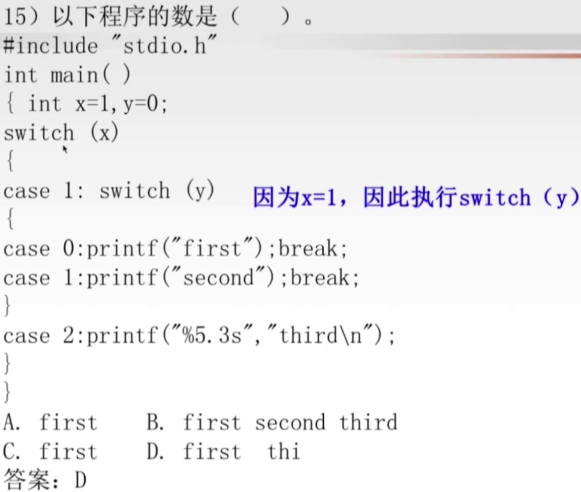 15）以下程序的数是（　　）。
#include "stdio.h"
int main( )
{ int x=1,y=0;
switch (x)
{
case 1: switch (y)　因为x=1，因此执行switch（y）
{
case 0:printf("first");break;
case 1:printf("second");break;
}
case 2:printf("%5.3s","third\n");
}
}
A. first　B. first second third
C. first　D. first  thi
答案：D